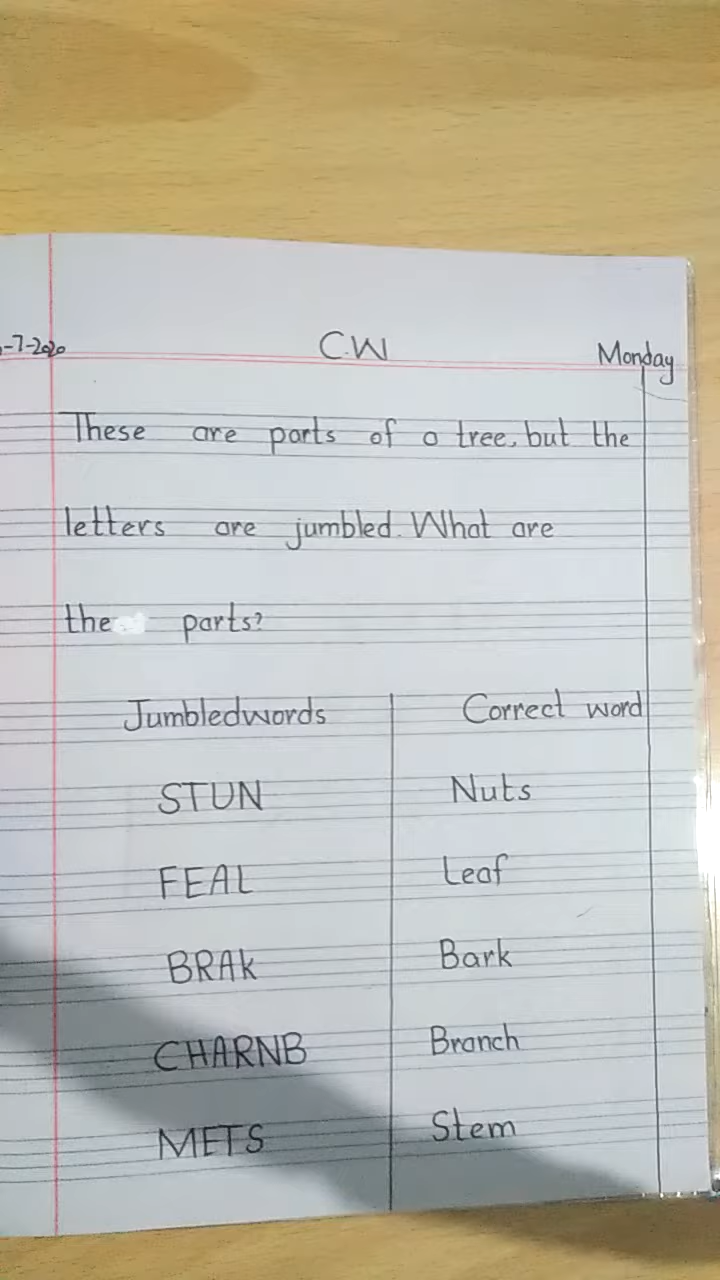 -7-2020 C.W Monday
These are parts of a tree, but the
letters are jumbled. What are
the parts?
Jumbledwords Correct word
STUN Nuts
FEAL Leaf
BRAK Bark
CHARNB Branch
METS Stem